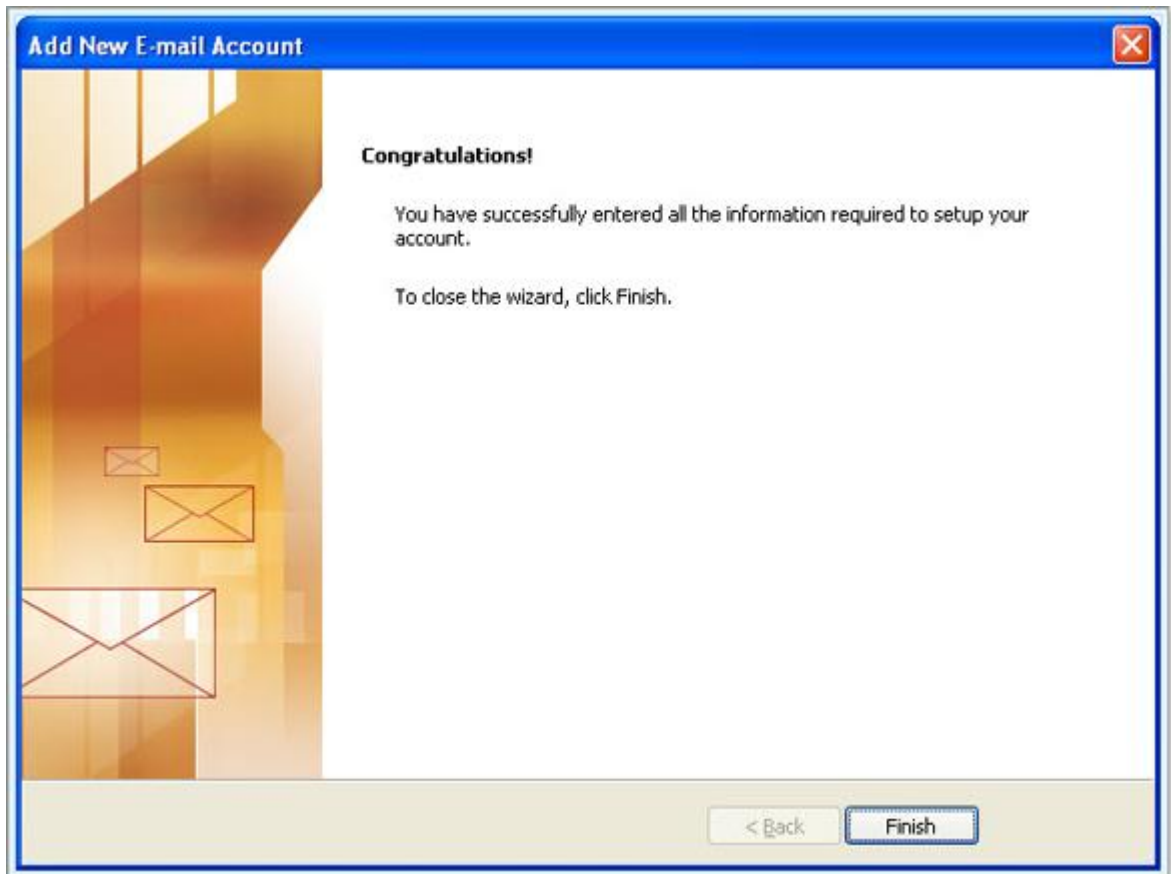 Add New E-mail Account
Congratulations!
You have successfully entered all the information required to setup your
account.
To close the wizard, click Finish.
< Back
Finish